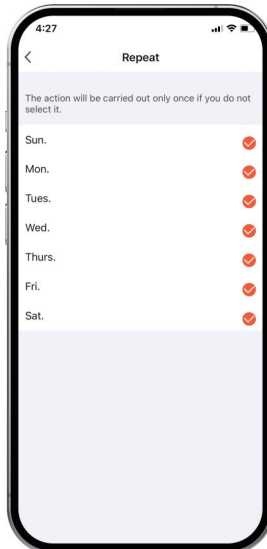 4:27
Repeat
The action will be carried out only once if you do not
select it.
Sun.
Mon.
Tues.
Wed.
Thurs.
Fri.
Sat.